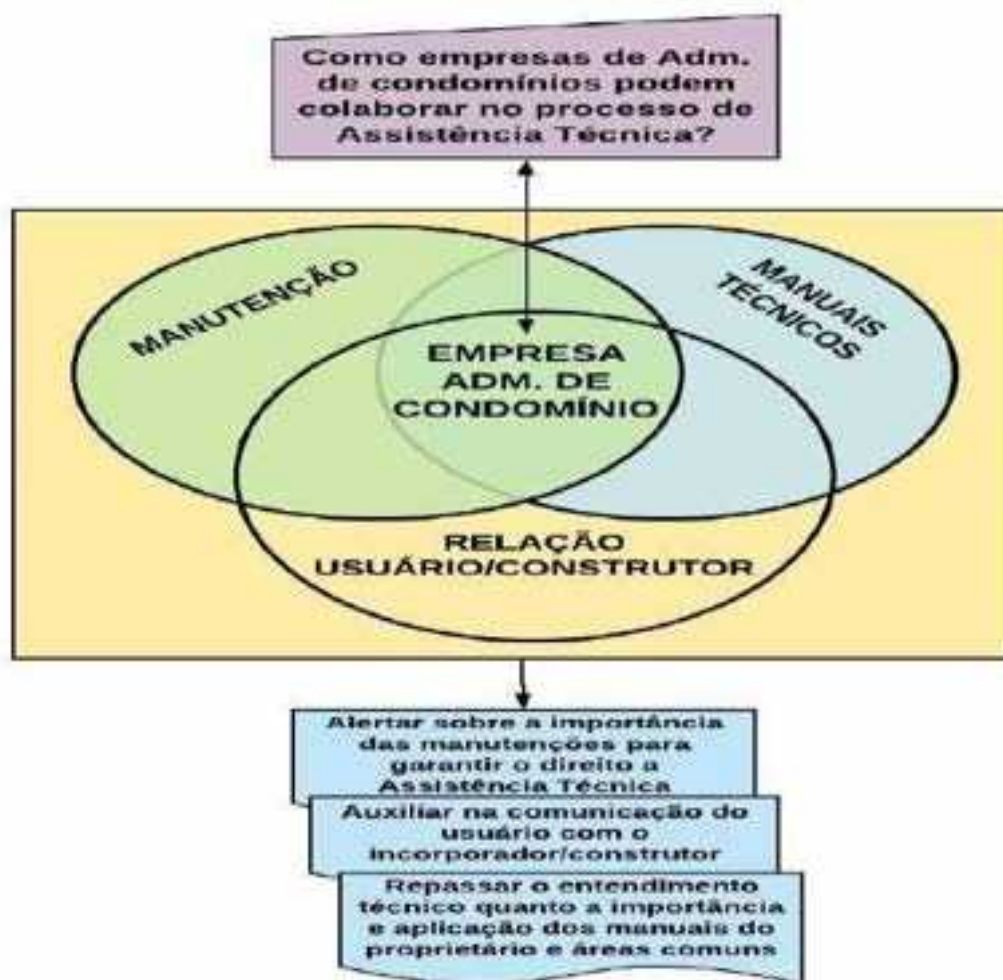 Como empresas de Adm.
de condomínios podem
colaborar no processo de
Assistência Técnica?
MANUTENÇÃO
MANUAIS
TÉCNICOS
EMPRESA
ADM. DE
CONDOMÍNIO
RELAÇÃO
USUÁRIO/CONSTRUTOR
Alertar sobre a importância
das manutenções para
garantir o direito a
Assistência Técnica
Auxiliar na comunicação do
usuário com o
incorporador/construtor
Repassar o entendimento
técnico quanto a importância
e aplicação dos manuais do
proprietário e áreas comuns